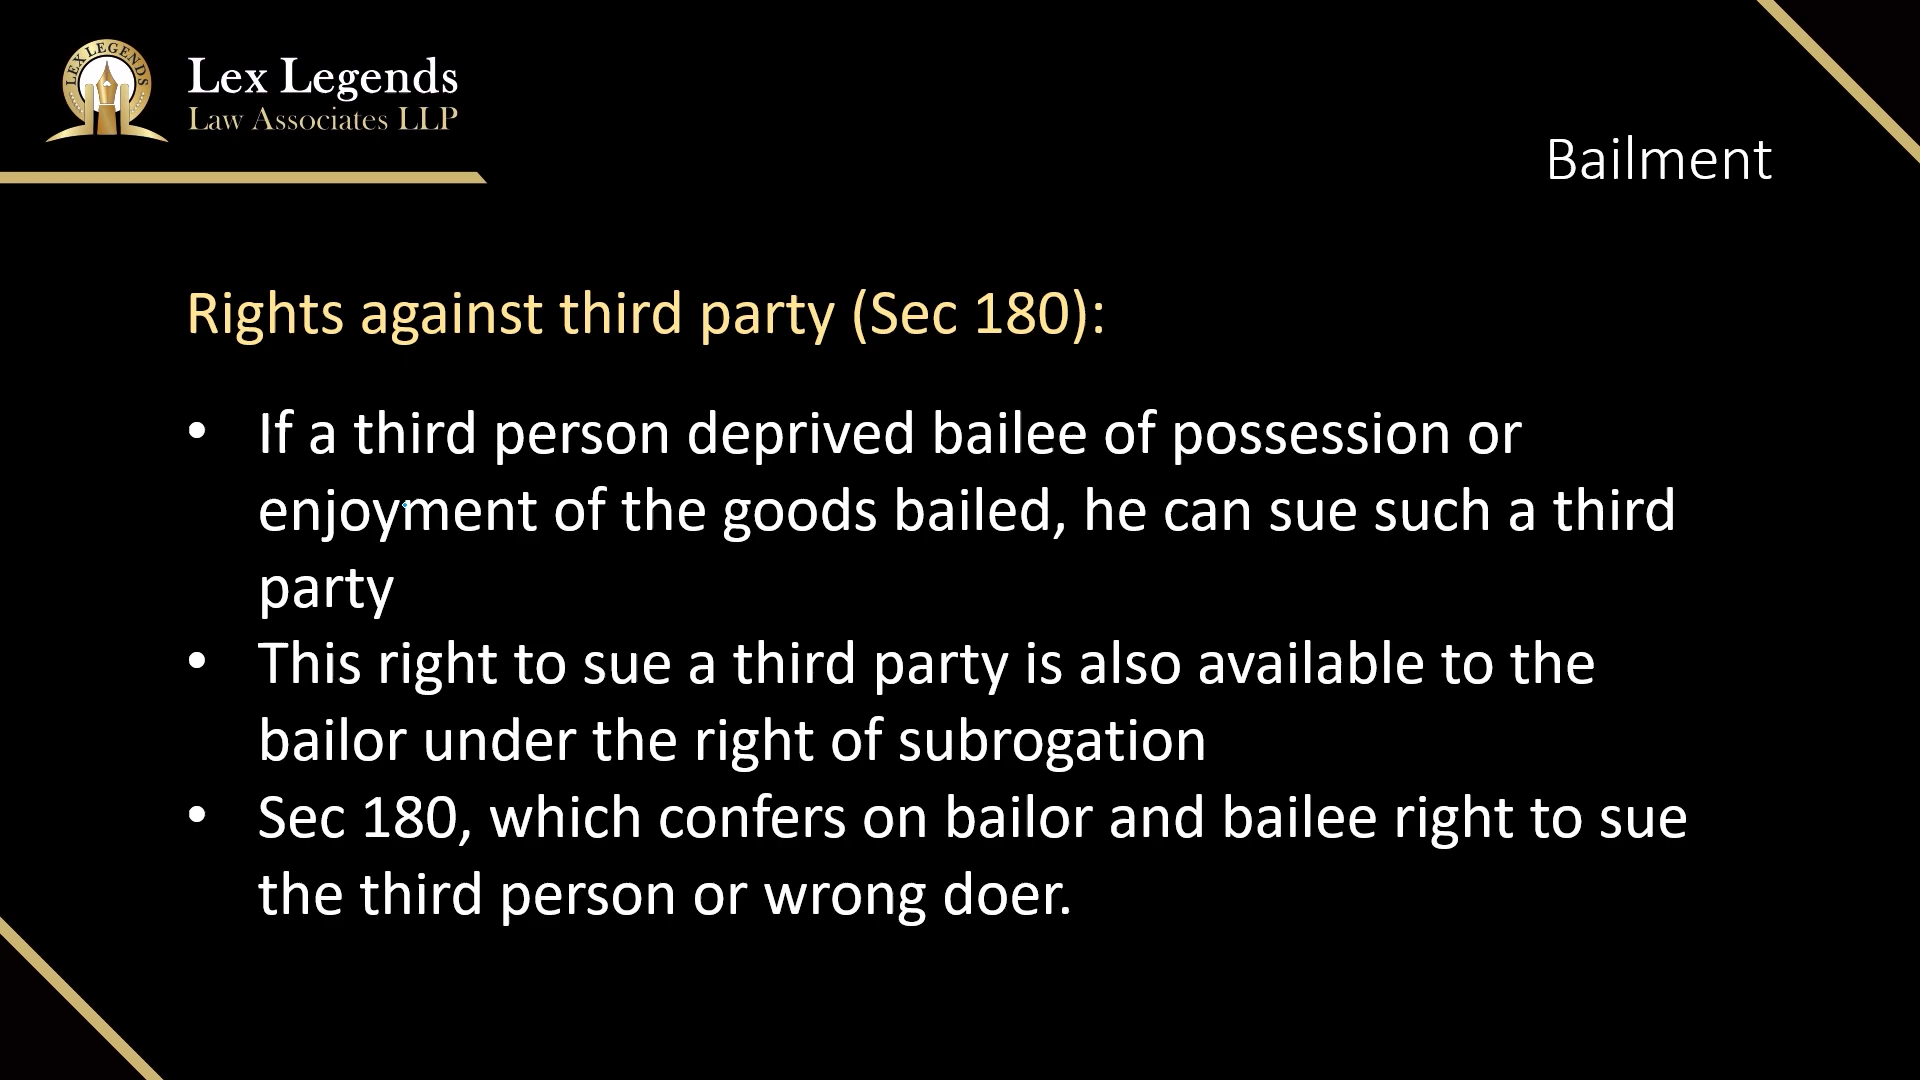 LEX LEGENDS
Lex Legends
Law Associates LLP
Bailment
Rights against third party (Sec 180):
• If a third person deprived bailee of possession or
enjoyment of the goods bailed, he can sue such a third
party
• This right to sue a third party is also available to the
bailor under the right of subrogation
• Sec 180, which confers on bailor and bailee right to sue
the third person or wrong doer.